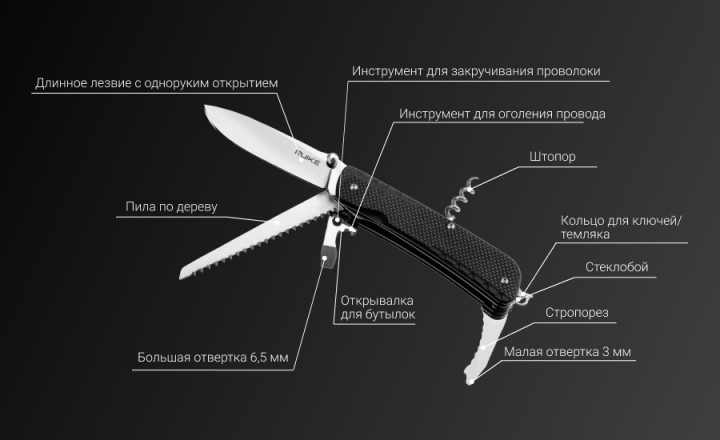 Инструмент для закручивания проволоки
Длинное лезвие с одноруким открытием
Инструмент для оголения провода
RUIKE
Штопор
Пила по дереву
Кольцо для ключей/
темляка
Стеклобой
Открывалка
для бутылок
Стропорез
Большая отвертка 6,5 мм
Малая отвертка 3 мм